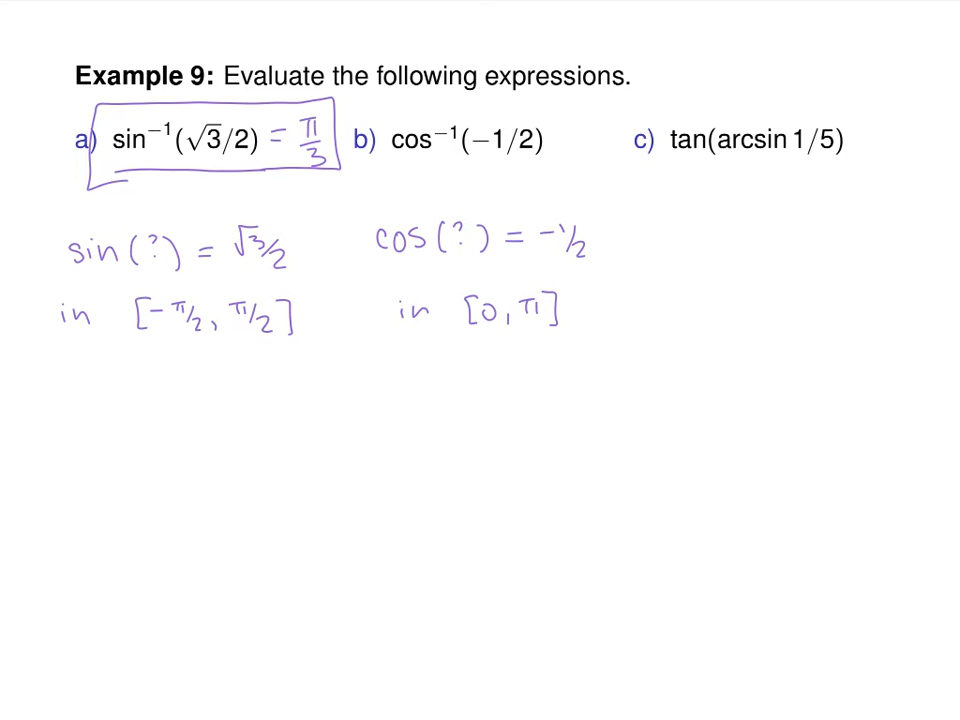 Example 9: Evaluate the following expressions.
a) sin⁻¹(√3/2) = π/3 b) cos⁻¹(−1/2) c) tan(arcsin 1/5)
sin(?) = √3/2 cos(?) = -1/2
in [-π/2, π/2] in [0, π]